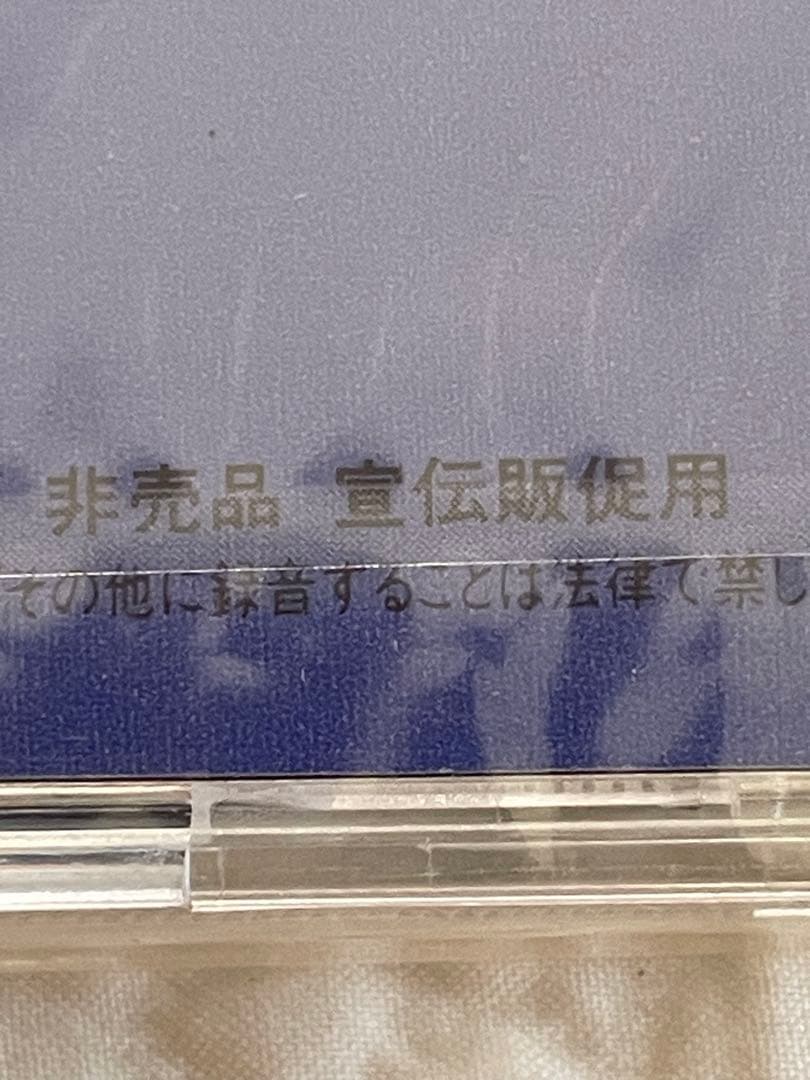 非売品 宣伝販促用
その他に録音することは法律で禁じ